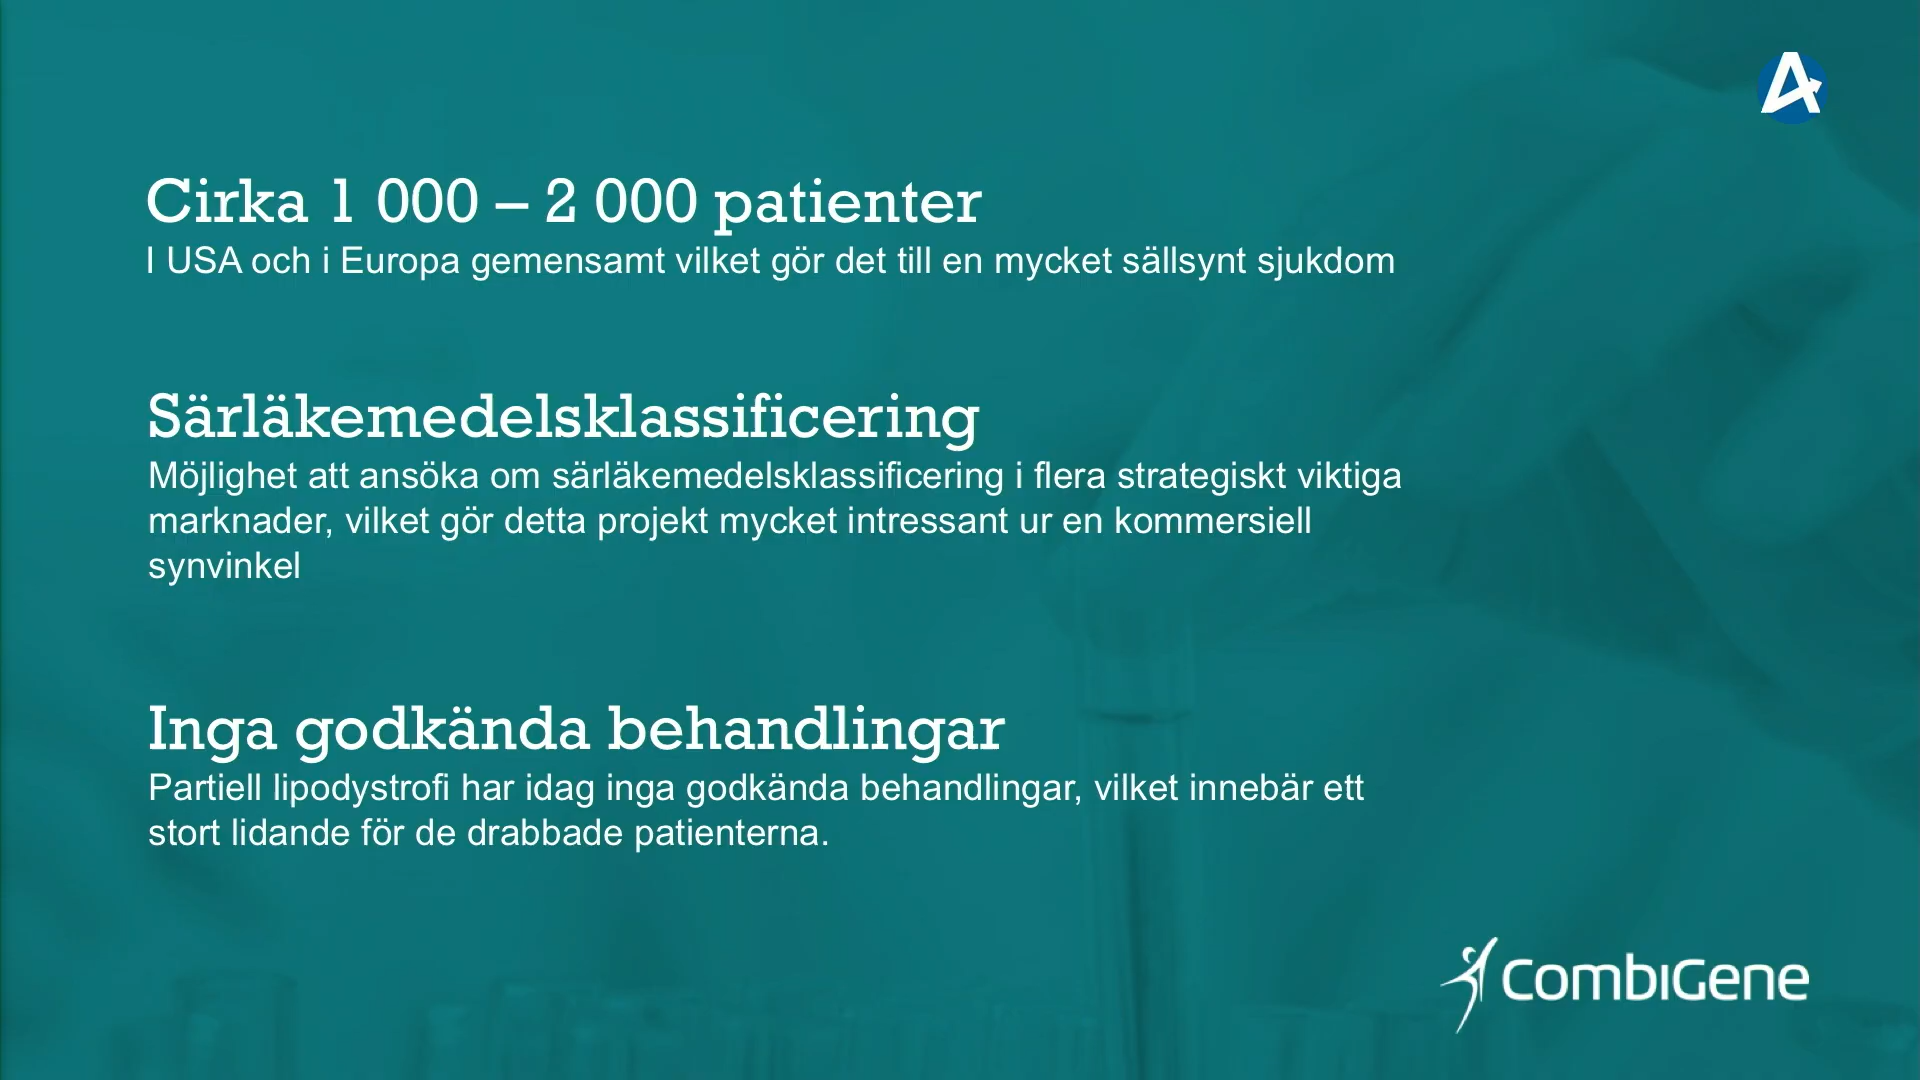 Cirka 1 000 – 2 000 patienter
I USA och i Europa gemensamt vilket gör det till en mycket sällsynt sjukdom
Särläkemedelsklassificering
Möjlighet att ansöka om särläkemedelsklassificering i flera strategiskt viktiga
marknader, vilket gör detta projekt mycket intressant ur en kommersiell
synvinkel
Inga godkända behandlingar
Partiell lipodystrofi har idag inga godkända behandlingar, vilket innebär ett
stort lidande för de drabbade patienterna.
CombiGene